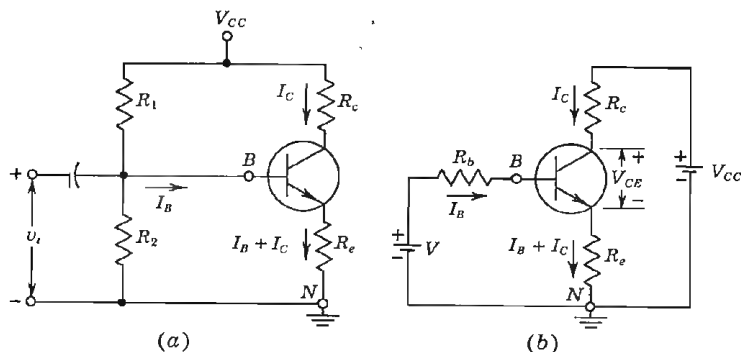 V_CC
I_C
R_1
R_c
B
+
I_B
v_i
R_2
I_B + I_C
R_e
-
N
(a)
I_C
R_c
R_b
B
+
V_CE
-
+
-
V_CC
I_B
+
-
V
I_B + I_C
R_e
N
(b)